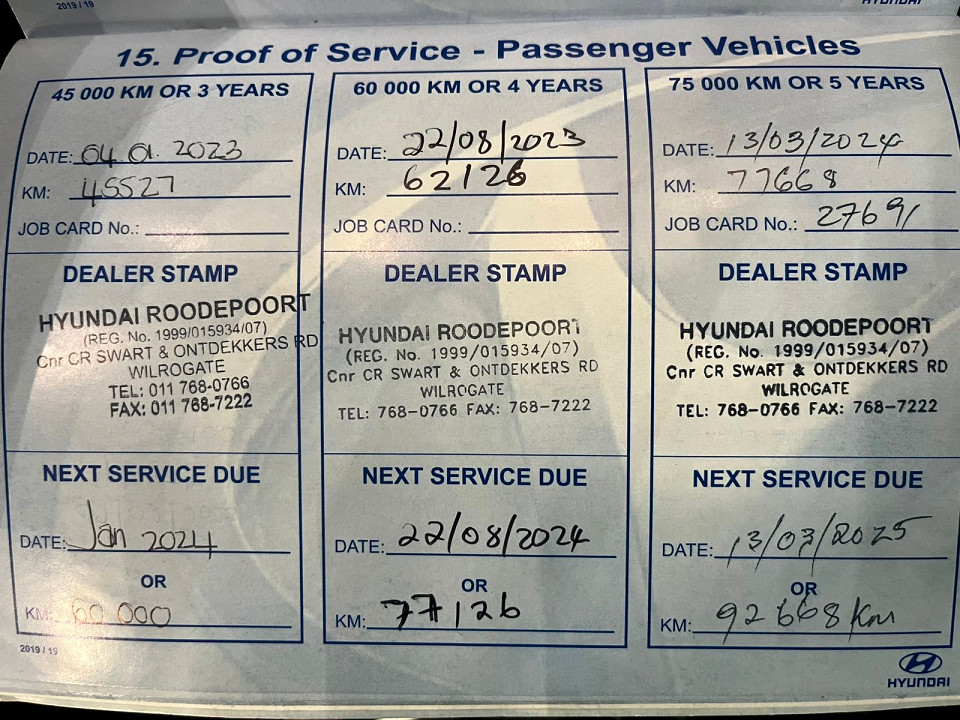 2019 / 19
HYUNDAI
15. Proof of Service - Passenger Vehicles
45 000 KM OR 3 YEARS
DATE: 04.01.2023
KM: 45527
JOB CARD No.:
DEALER STAMP
HYUNDAI ROODEPOORT
(REG. No. 1999/015934/07)
Cnr CR SWART & ONTDEKKERS RD
WILROGATE
TEL: 011 768-0766
FAX: 011 768-7222
NEXT SERVICE DUE
DATE: Jan 2024
OR
KM: 60 000
60 000 KM OR 4 YEARS
DATE: 22/08/2023
KM: 62126
JOB CARD No.:
DEALER STAMP
HYUNDAI ROODEPOORT
(REG. No. 1999/015934/07)
Cnr CR SWART & ONTDEKKERS RD
WILROGATE
TEL: 768-0766 FAX: 768-7222
NEXT SERVICE DUE
DATE: 22/08/2024
OR
KM: 77126
75 000 KM OR 5 YEARS
DATE: 13/03/2024
KM: 77668
JOB CARD No.: 27691
DEALER STAMP
HYUNDAI ROODEPOORT
(REG. No. 1999/015934/07)
Cnr CR SWART & ONTDEKKERS RD
WILROGATE
TEL: 768-0766 FAX: 768-7222
NEXT SERVICE DUE
DATE: 13/03/2025
OR
KM: 92668 Km
2019 / 19
HYUNDAI